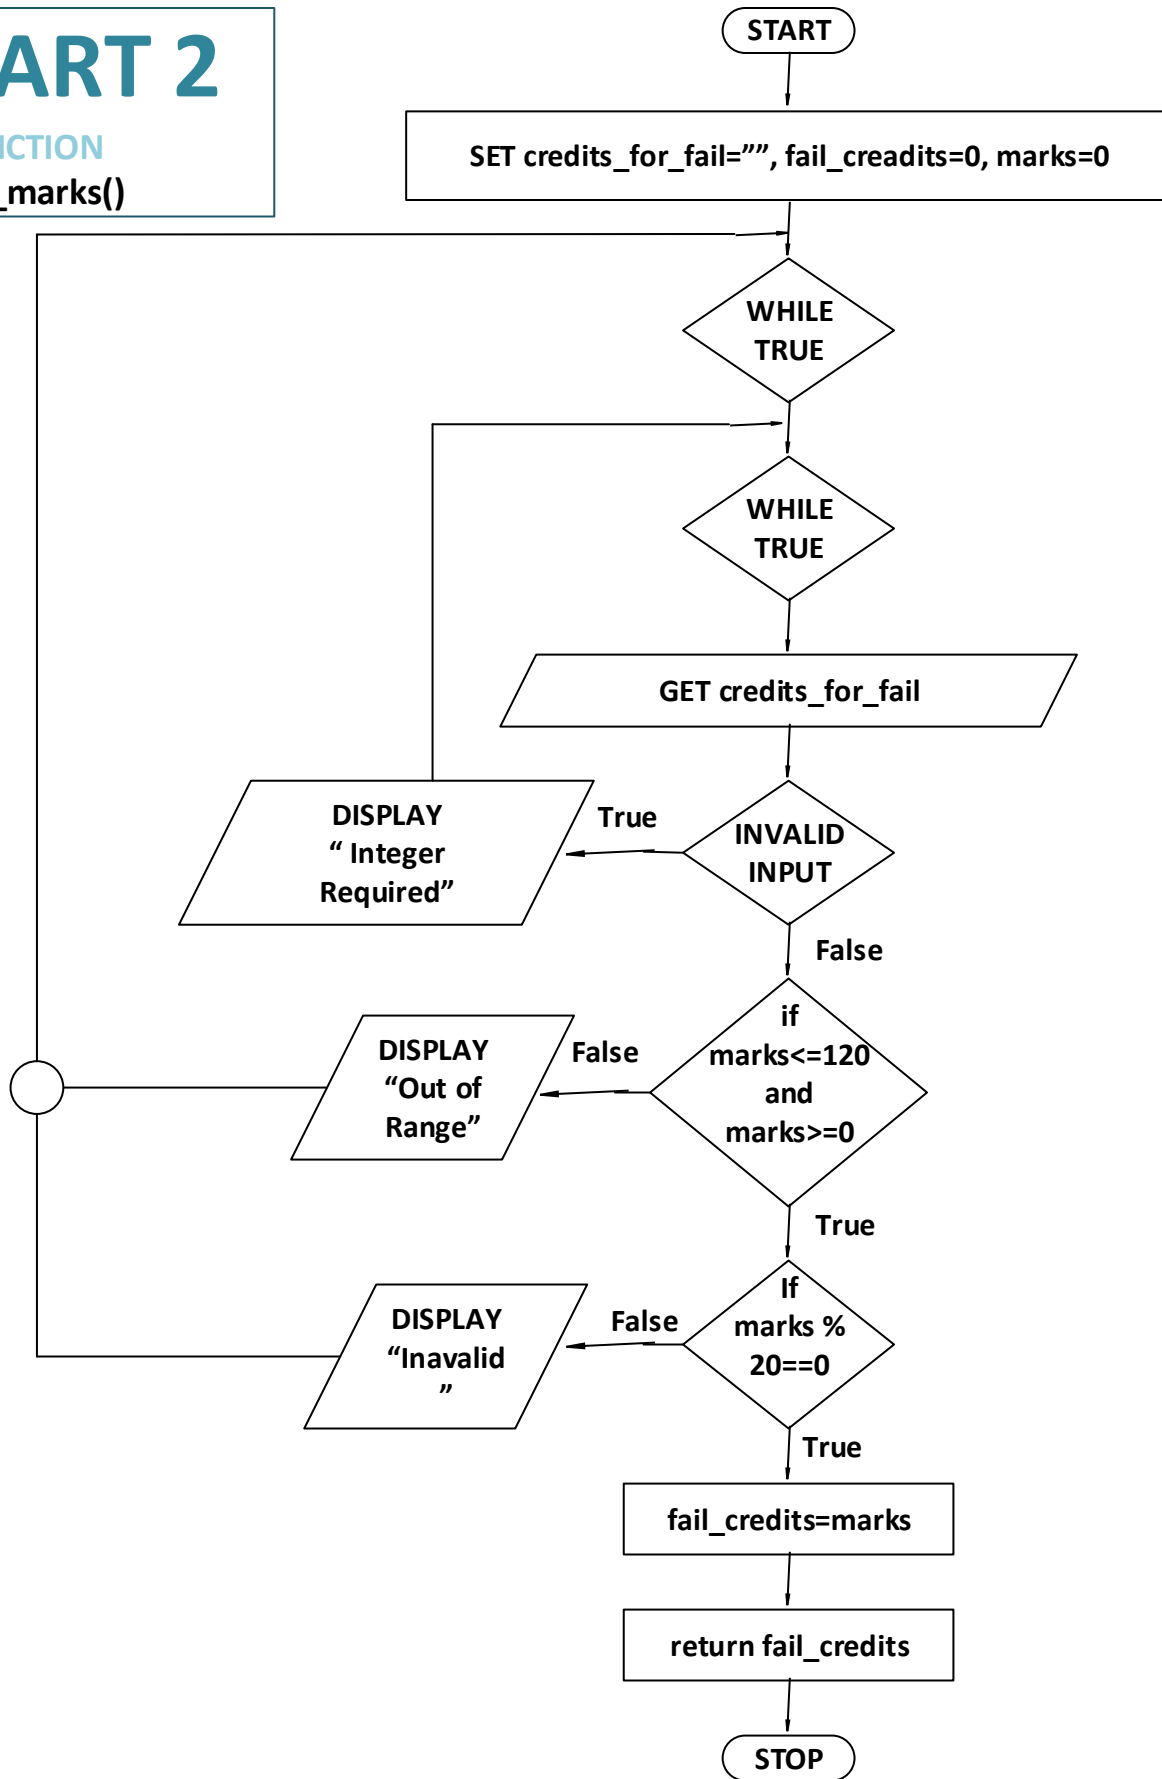 ART 2
NCTION
_marks()
START
SET credits_for_fail=””, fail_creadits=0, marks=0
WHILE
TRUE
WHILE
TRUE
GET credits_for_fail
DISPLAY
“ Integer
Required”
True
INVALID
INPUT
False
DISPLAY
“Out of
Range”
False
if
marks<=120
and
marks>=0
True
DISPLAY
“Inavalid
”
False
If
marks %
20==0
True
fail_credits=marks
return fail_credits
STOP